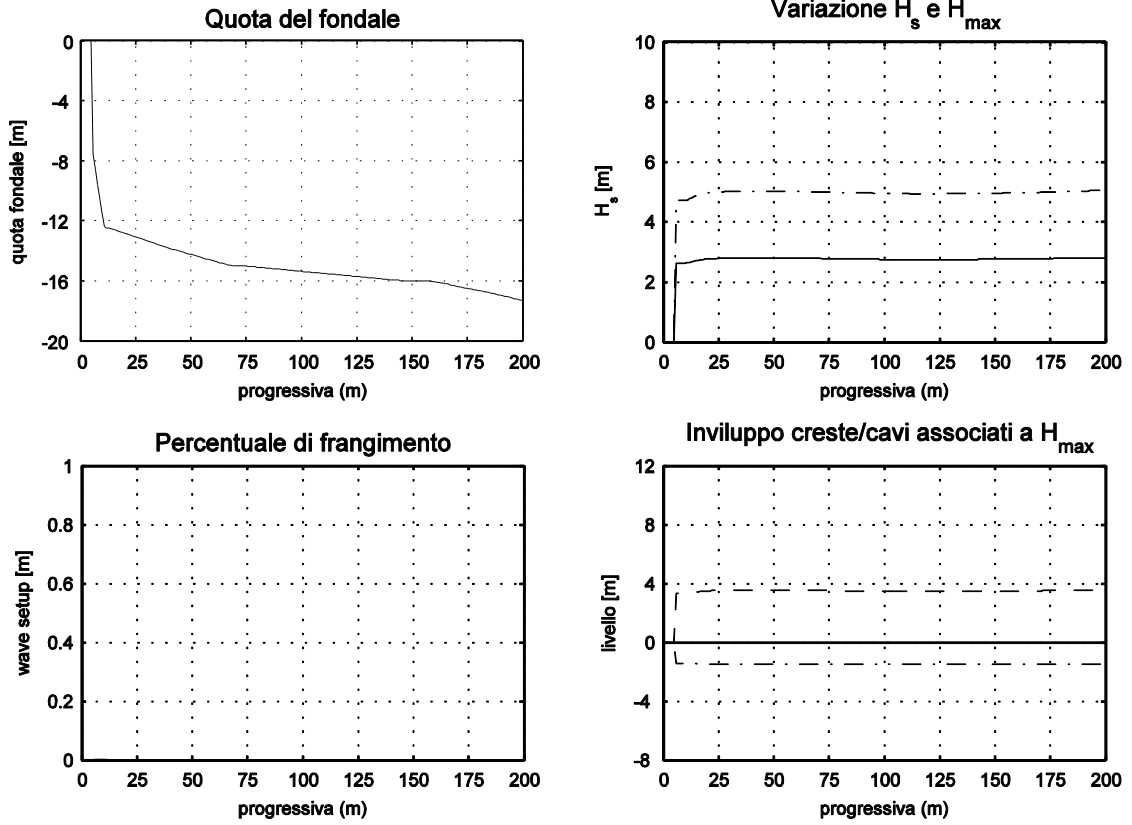 Quota del fondale
0
-4
-8
-12
-16
-20
quota fondale [m]
0 25 50 75 100 125 150 175 200
progressiva (m)
Variazione H_s e H_max
10
8
6
4
2
0
H_s [m]
0 25 50 75 100 125 150 175 200
progressiva (m)
Percentuale di frangimento
1
0.8
0.6
0.4
0.2
0
wave setup [m]
0 25 50 75 100 125 150 175 200
progressiva (m)
Inviluppo creste/cavi associati a H_max
12
8
4
0
-4
-8
livello [m]
0 25 50 75 100 125 150 175 200
progressiva (m)